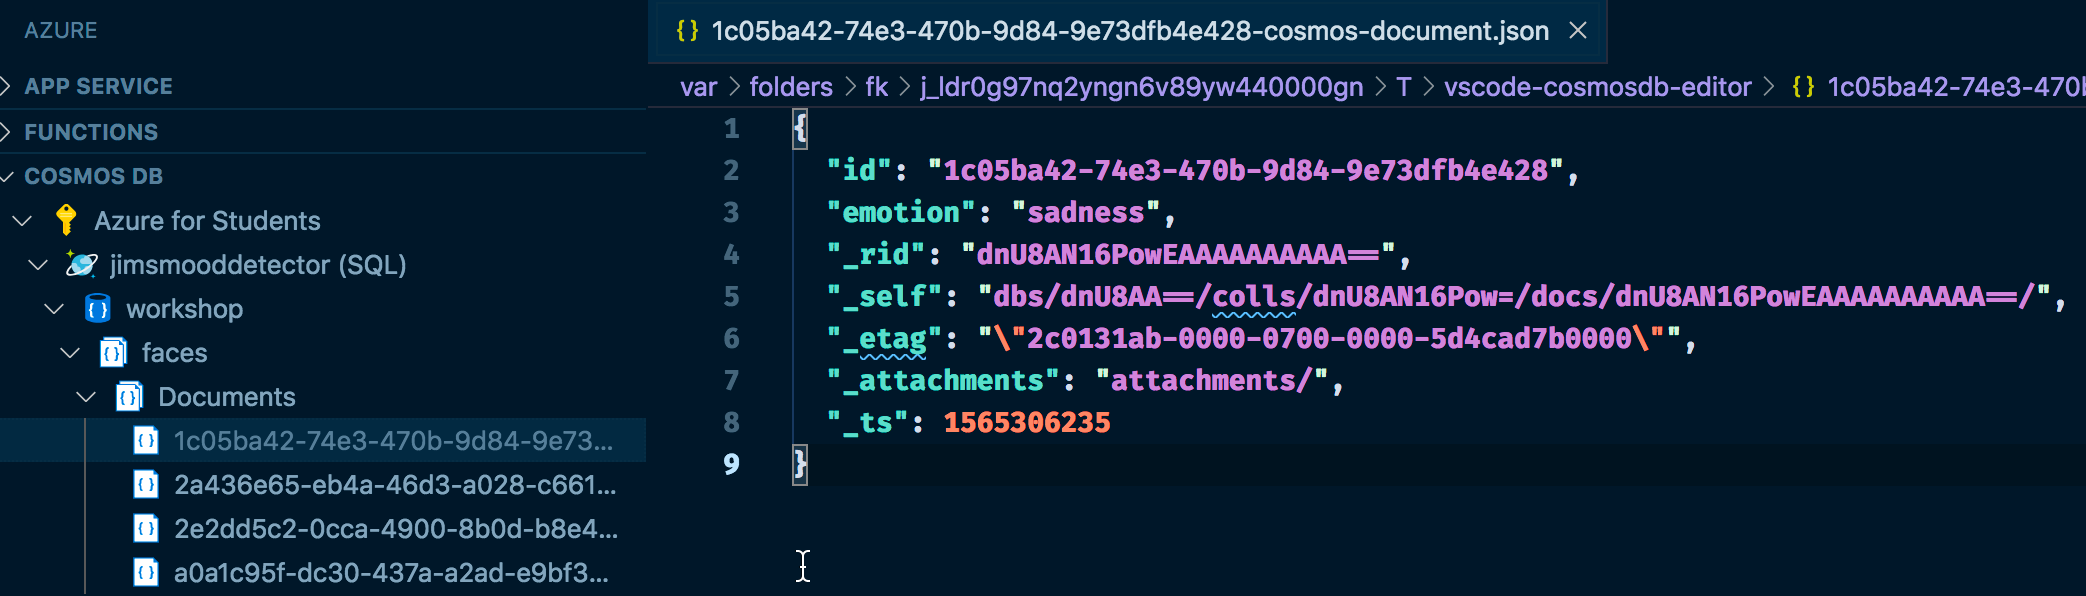 AZURE
APP SERVICE
FUNCTIONS
COSMOS DB
Azure for Students
jimsmooddetector (SQL)
workshop
faces
Documents
1c05ba42-74e3-470b-9d84-9e73...
2a436e65-eb4a-46d3-a028-c661...
2e2dd5c2-0cca-4900-8b0d-b8e4...
a0a1c95f-dc30-437a-a2ad-e9bf3...
{} 1c05ba42-74e3-470b-9d84-9e73dfb4e428-cosmos-document.json ×
var > folders > fk > j_ldr0g97nq2yngn6v89yw440000gn > T > vscode-cosmosdb-editor > {} 1c05ba42-74e3-470b
1 {
2 "id": "1c05ba42-74e3-470b-9d84-9e73dfb4e428",
3 "emotion": "sadness",
4 "_rid": "dnU8AN16PowEAAAAAAAAAA==",
5 "_self": "dbs/dnU8AA==/colls/dnU8AN16Pow=/docs/dnU8AN16PowEAAAAAAAAAA==/",
6 "_etag": "\"2c0131ab-0000-0700-0000-5d4cad7b0000\"",
7 "_attachments": "attachments/",
8 "_ts": 1565306235
9 }